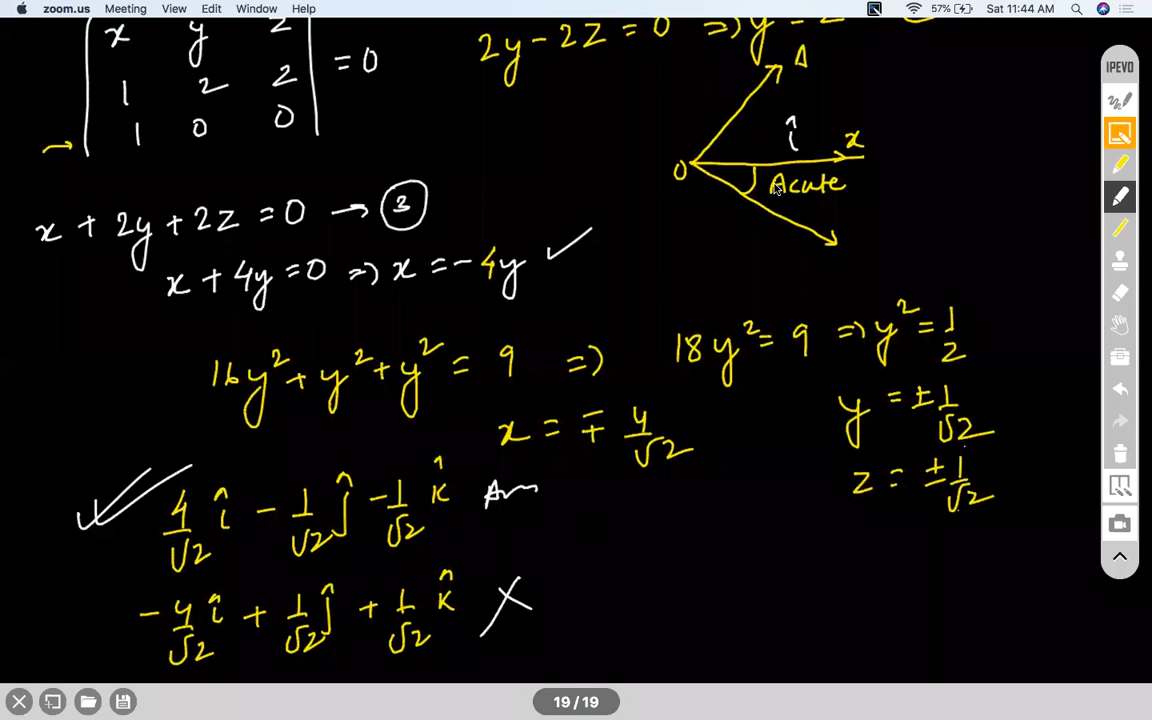 zoom.us Meeting View Edit Window Help 57% Sat 11:44 AM
x y z
1 2 2 = 0
→ 1 0 0
2y - 2z = 0 ⇒ y = z
A
î
O x
Acute
x + 2y + 2z = 0 → ③
x + 4y = 0 ⇒ x = -4y ✓
16y² + y² + y² = 9 ⇒ 18y² = 9 ⇒ y² = 1/2
x = ∓ 4/√2
y = ± 1/√2
z = ± 1/√2
4/√2 î - 1/√2 ĵ - 1/√2 k̂ Ans
- 4/√2 î + 1/√2 ĵ + 1/√2 k̂ ✗
IPEVO
19 / 19